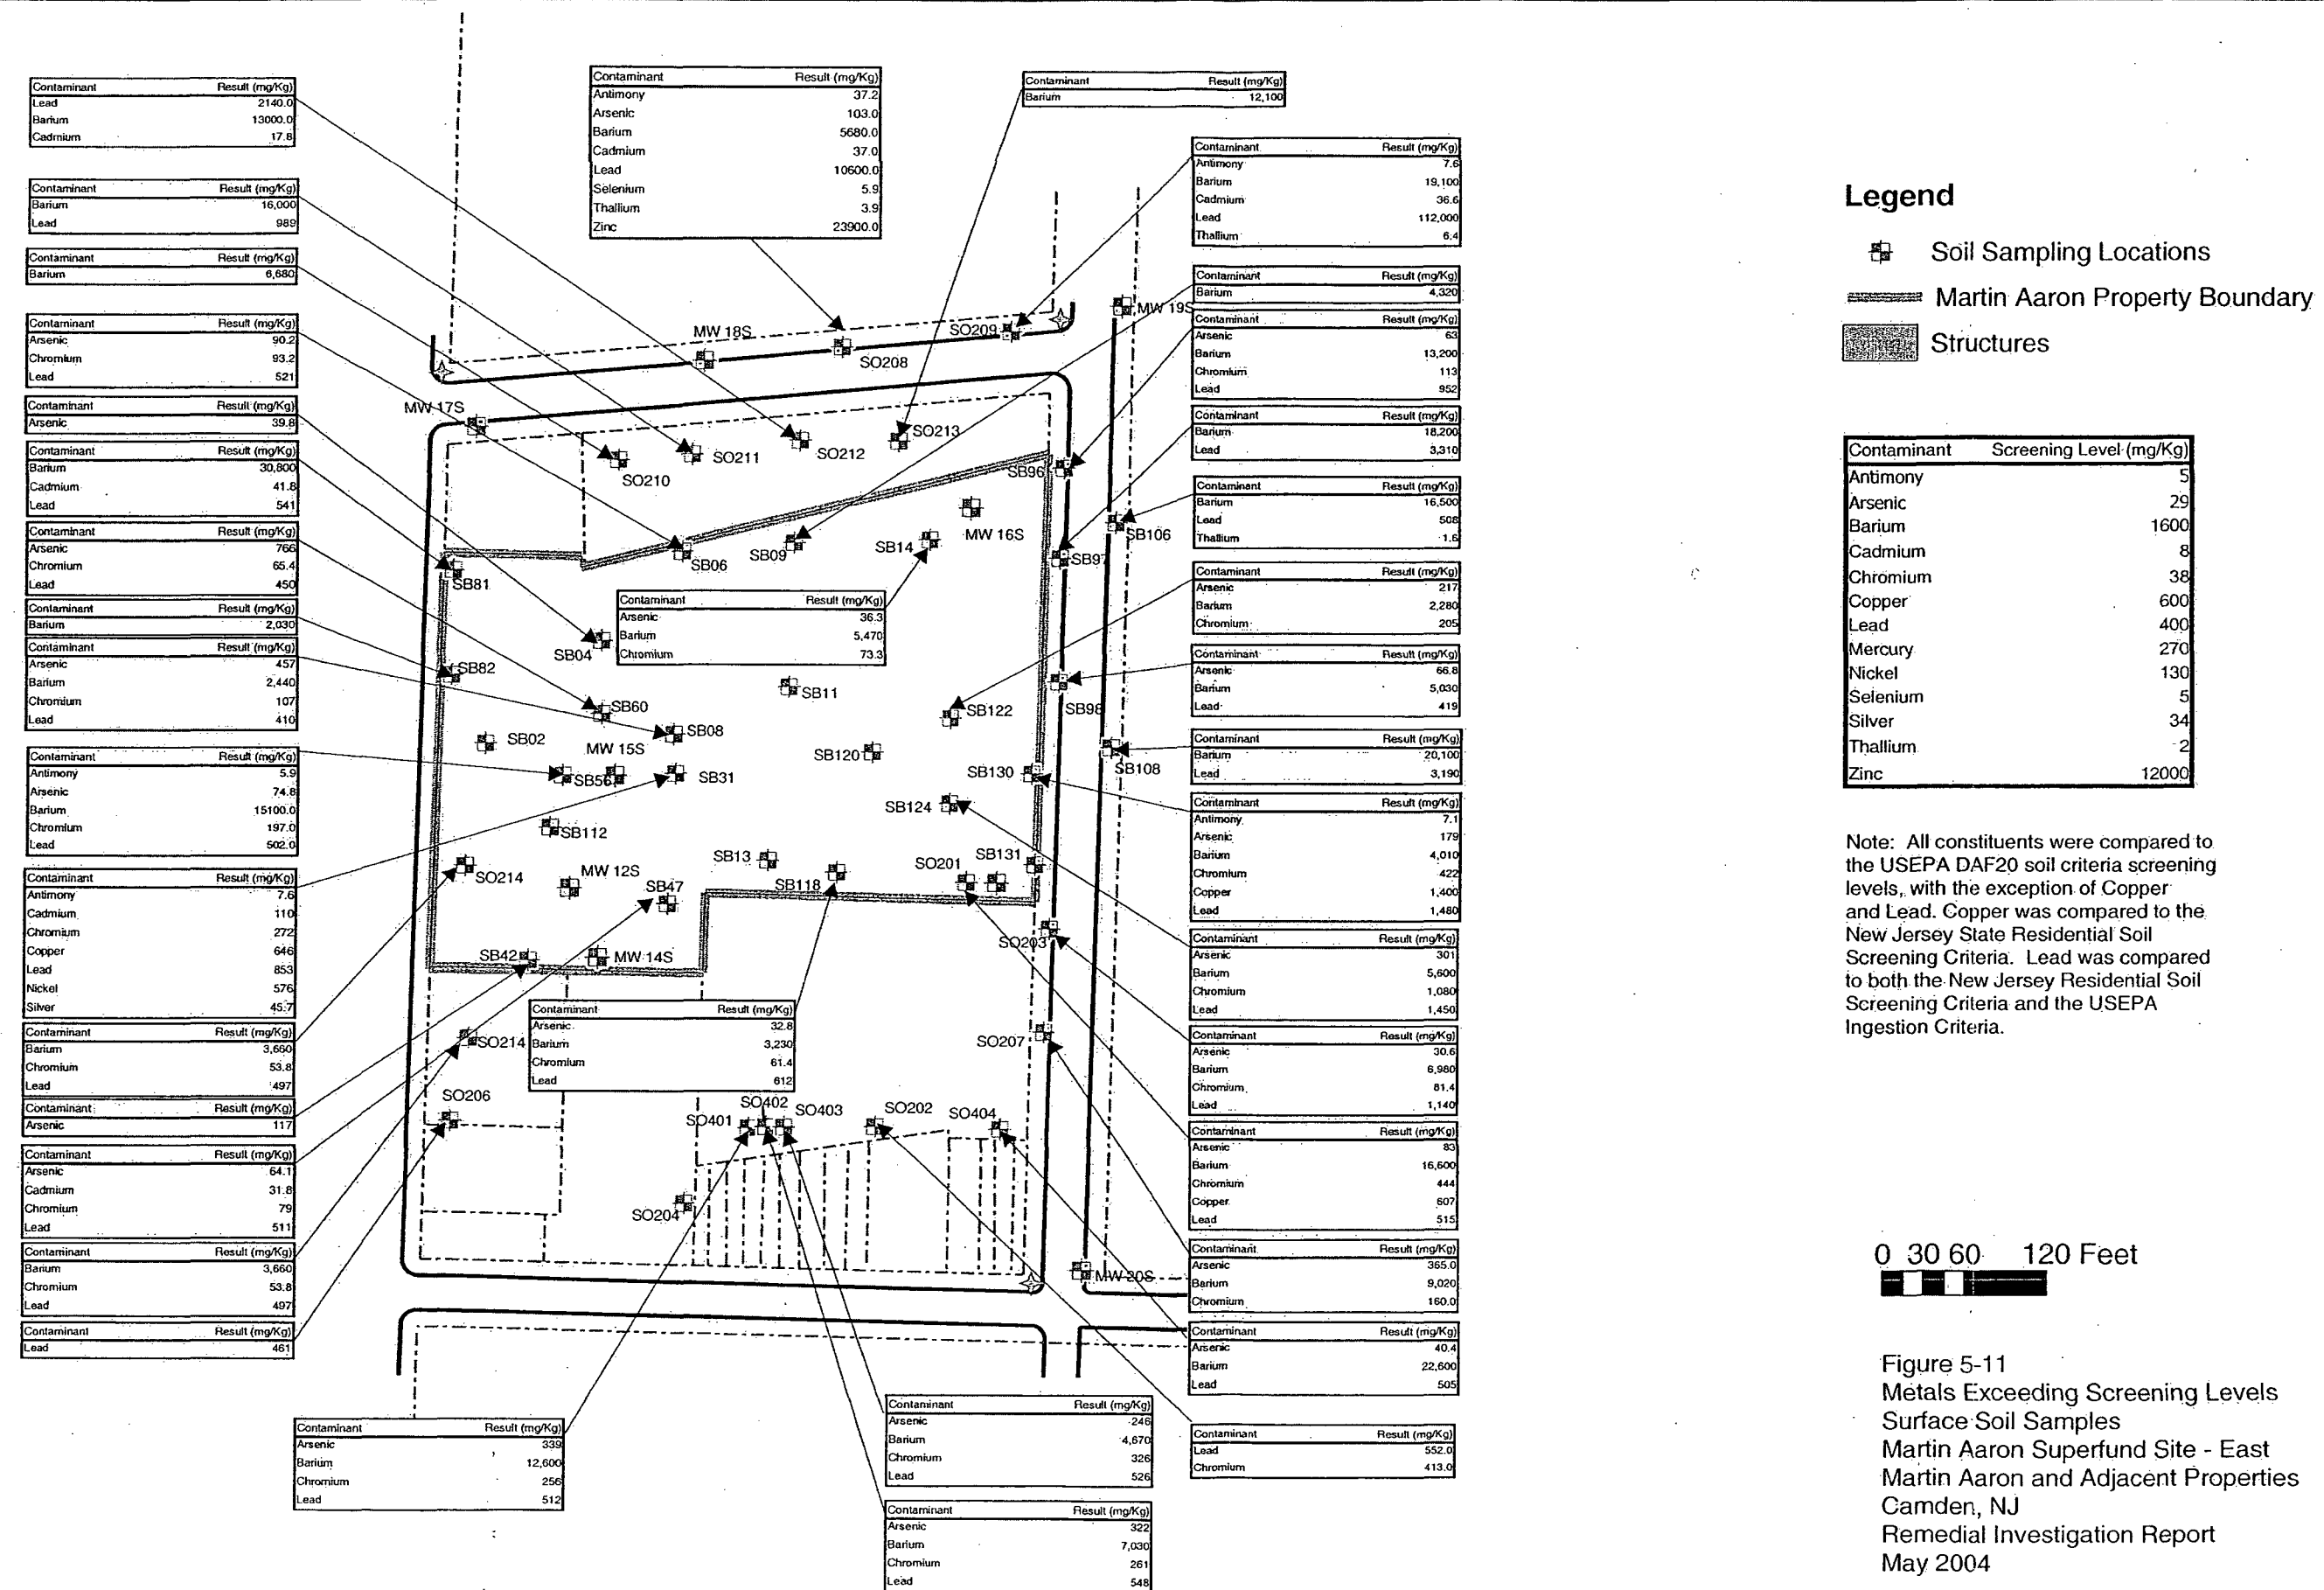 Contaminant Result (mg/Kg)
Lead 2140.0
Barium 13000.0
Cadmium 17.8
Contaminant Result (mg/Kg)
Barium 16,000
Lead 989
Contaminant Result (mg/Kg)
Barium 6,680
Contaminant Result (mg/Kg)
Arsenic 90.2
Chromium 93.2
Lead 521
Contaminant Result (mg/Kg)
Arsenic 39.8
Contaminant Result (mg/Kg)
Barium 30,800
Cadmium 41.8
Lead 541
Contaminant Result (mg/Kg)
Arsenic 766
Chromium 65.4
Lead 450
Contaminant Result (mg/Kg)
Barium 2,030
Contaminant Result (mg/Kg)
Arsenic 457
Barium 2,440
Chromium 107
Lead 410
Contaminant Result (mg/Kg)
Antimony 5.9
Arsenic 74.8
Barium 15100.0
Chromium 197.0
Lead 502.0
Contaminant Result (mg/Kg)
Antimony 7.6
Cadmium 110
Chromium 272
Copper 646
Lead 853
Nickel 576
Silver 45.7
Contaminant Result (mg/Kg)
Barium 3,660
Chromium 53.8
Lead 497
Contaminant Result (mg/Kg)
Arsenic 117
Contaminant Result (mg/Kg)
Arsenic 64.1
Cadmium 31.8
Chromium 79
Lead 511
Contaminant Result (mg/Kg)
Barium 3,660
Chromium 53.8
Lead 497
Contaminant Result (mg/Kg)
Lead 461
Contaminant Result (mg/Kg)
Antimony 37.2
Arsenic 103.0
Barium 5680.0
Cadmium 37.0
Lead 10600.0
Selenium 5.9
Thallium 3.9
Zinc 23900.0
Contaminant Result (mg/Kg)
Barium 12,100
MW 18S
SO208
SO209
MW 19S
MW 17S
SO210
SO211
SO212
SO213
SB96
MW 16S
SB14
SB09
SB06
SB81
SB97
SB106
Contaminant Result (mg/Kg)
Arsenic 36.3
Barium 5,470
Chromium 73.3
SB04
SB82
SB11
SB60
SB08
SB02
MW 15S
SB56
SB31
SB122
SB120
SB98
SB108
SB130
SB124
SB112
SB13
SB118
SO201
SB131
SO214
MW 12S
SB47
SB42
MW 14S
SO203
SO207
Contaminant Result (mg/Kg)
Arsenic 32.8
Barium 3,230
Chromium 61.4
Lead 612
SO214
SO206
SO401
SO402
SO403
SO202
SO404
SO204
MW 20S
Contaminant Result (mg/Kg)
Arsenic 339
Barium 12,600
Chromium 256
Lead 512
Contaminant Result (mg/Kg)
Arsenic 246
Barium 4,670
Chromium 326
Lead 526
Contaminant Result (mg/Kg)
Arsenic 322
Barium 7,030
Chromium 261
Lead 548
Contaminant Result (mg/Kg)
Antimony 7.6
Barium 19,100
Cadmium 36.6
Lead 112,000
Thallium 6.4
Contaminant Result (mg/Kg)
Barium 4,320
Contaminant Result (mg/Kg)
Arsenic 63
Barium 13,200
Chromium 113
Lead 952
Contaminant Result (mg/Kg)
Barium 18,200
Lead 3,310
Contaminant Result (mg/Kg)
Barium 16,500
Lead 508
Thallium 1.6
Contaminant Result (mg/Kg)
Arsenic 217
Barium 2,280
Chromium 205
Contaminant Result (mg/Kg)
Arsenic 66.8
Barium 5,030
Lead 419
Contaminant Result (mg/Kg)
Barium 20,100
Lead 3,190
Contaminant Result (mg/Kg)
Antimony 7.1
Arsenic 179
Barium 4,010
Chromium 422
Copper 1,400
Lead 1,480
Contaminant Result (mg/Kg)
Arsenic 301
Barium 5,600
Chromium 1,080
Lead 1,450
Contaminant Result (mg/Kg)
Arsenic 30.6
Barium 6,980
Chromium 81.4
Lead 1,140
Contaminant Result (mg/Kg)
Arsenic 83
Barium 16,600
Chromium 444
Copper 607
Lead 515
Contaminant Result (mg/Kg)
Arsenic 365.0
Barium 9,020
Chromium 160.0
Contaminant Result (mg/Kg)
Arsenic 40.4
Barium 22,600
Lead 505
Contaminant Result (mg/Kg)
Lead 552.0
Chromium 413.0
Legend
Soil Sampling Locations
Martin Aaron Property Boundary
Structures
Contaminant Screening Level (mg/Kg)
Antimony 5
Arsenic 29
Barium 1600
Cadmium 8
Chromium 38
Copper 600
Lead 400
Mercury 270
Nickel 130
Selenium 5
Silver 34
Thallium 2
Zinc 12000
Note: All constituents were compared to
the USEPA DAF20 soil criteria screening
levels, with the exception of Copper
and Lead. Copper was compared to the
New Jersey State Residential Soil
Screening Criteria. Lead was compared
to both the New Jersey Residential Soil
Screening Criteria and the USEPA
Ingestion Criteria.
0 30 60 120 Feet
Figure 5-11
Metals Exceeding Screening Levels
Surface Soil Samples
Martin Aaron Superfund Site - East
Martin Aaron and Adjacent Properties
Camden, NJ
Remedial Investigation Report
May 2004